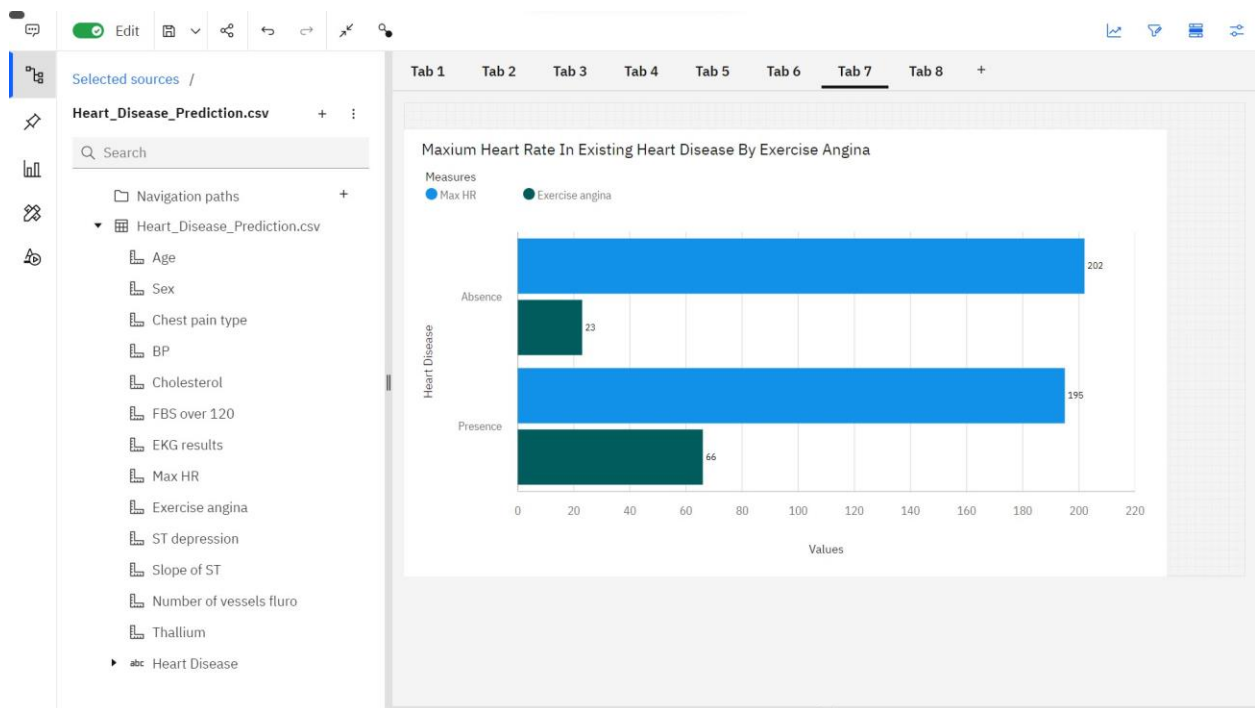 Edit
Selected sources /
Tab 1 Tab 2 Tab 3 Tab 4 Tab 5 Tab 6 Tab 7 Tab 8 +
Heart_Disease_Prediction.csv +
Search
Navigation paths +
Heart_Disease_Prediction.csv
Age
Sex
Chest pain type
BP
Cholesterol
FBS over 120
EKG results
Max HR
Exercise angina
ST depression
Slope of ST
Number of vessels fluro
Thallium
abc Heart Disease
Maxium Heart Rate In Existing Heart Disease By Exercise Angina
Measures
Max HR Exercise angina
Heart Disease
202
Absence
23
195
Presence
66
0 20 40 60 80 100 120 140 160 180 200 220
Values